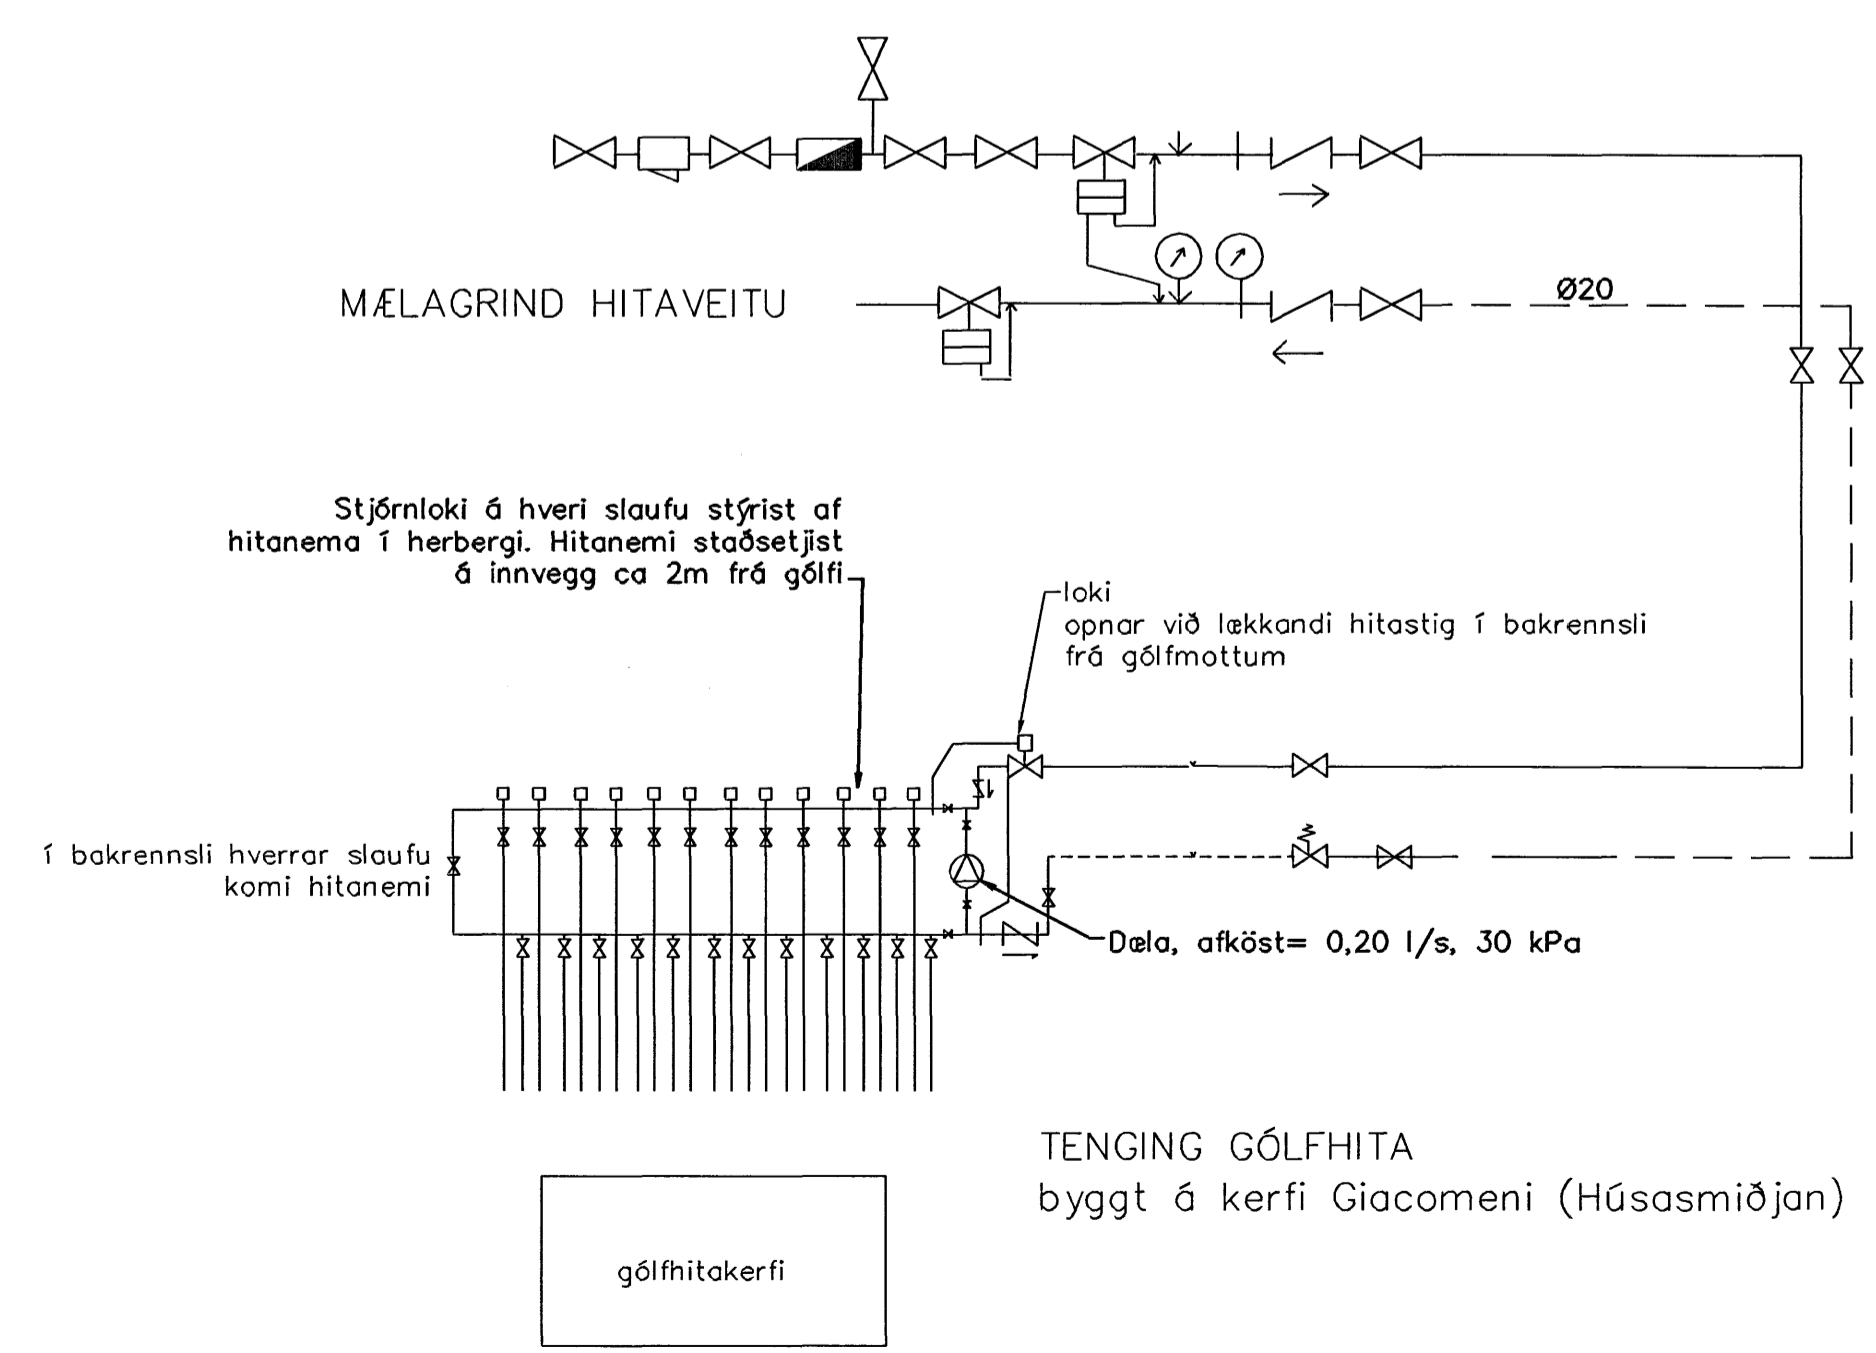 MÆLAGRIND HITAVEITU
Ø20
Stjórnloki á hveri slaufu stýrist af
hitanema í herbergi. Hitanemi staðsetjist
á innvegg ca 2m frá gólfi
loki
opnar við lækkandi hitastig í bakrennsli
frá gólfmottum
í bakrennsli hverrar slaufu
komi hitanemi
Dæla, afköst= 0,20 l/s, 30 kPa
TENGING GÓLFHITA
byggt á kerfi Giacomeni (Húsasmiðjan)
gólfhitakerfi